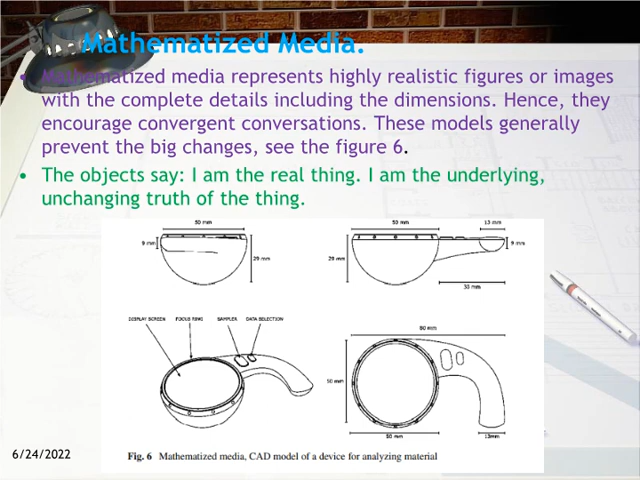 Mathematized Media.
• Mathematized media represents highly realistic figures or images
with the complete details including the dimensions. Hence, they
encourage convergent conversations. These models generally
prevent the big changes, see the figure 6.
• The objects say: I am the real thing. I am the underlying,
unchanging truth of the thing.
50 mm
9 mm
29 mm
50 mm
13 mm
29 mm
9 mm
30 mm
DISPLAY SCREEN FOCUS RING SAMPLER DATA SELECTION
80 mm
50 mm
50 mm
13mm
Fig. 6 Mathematized media, CAD model of a device for analyzing material
6/24/2022